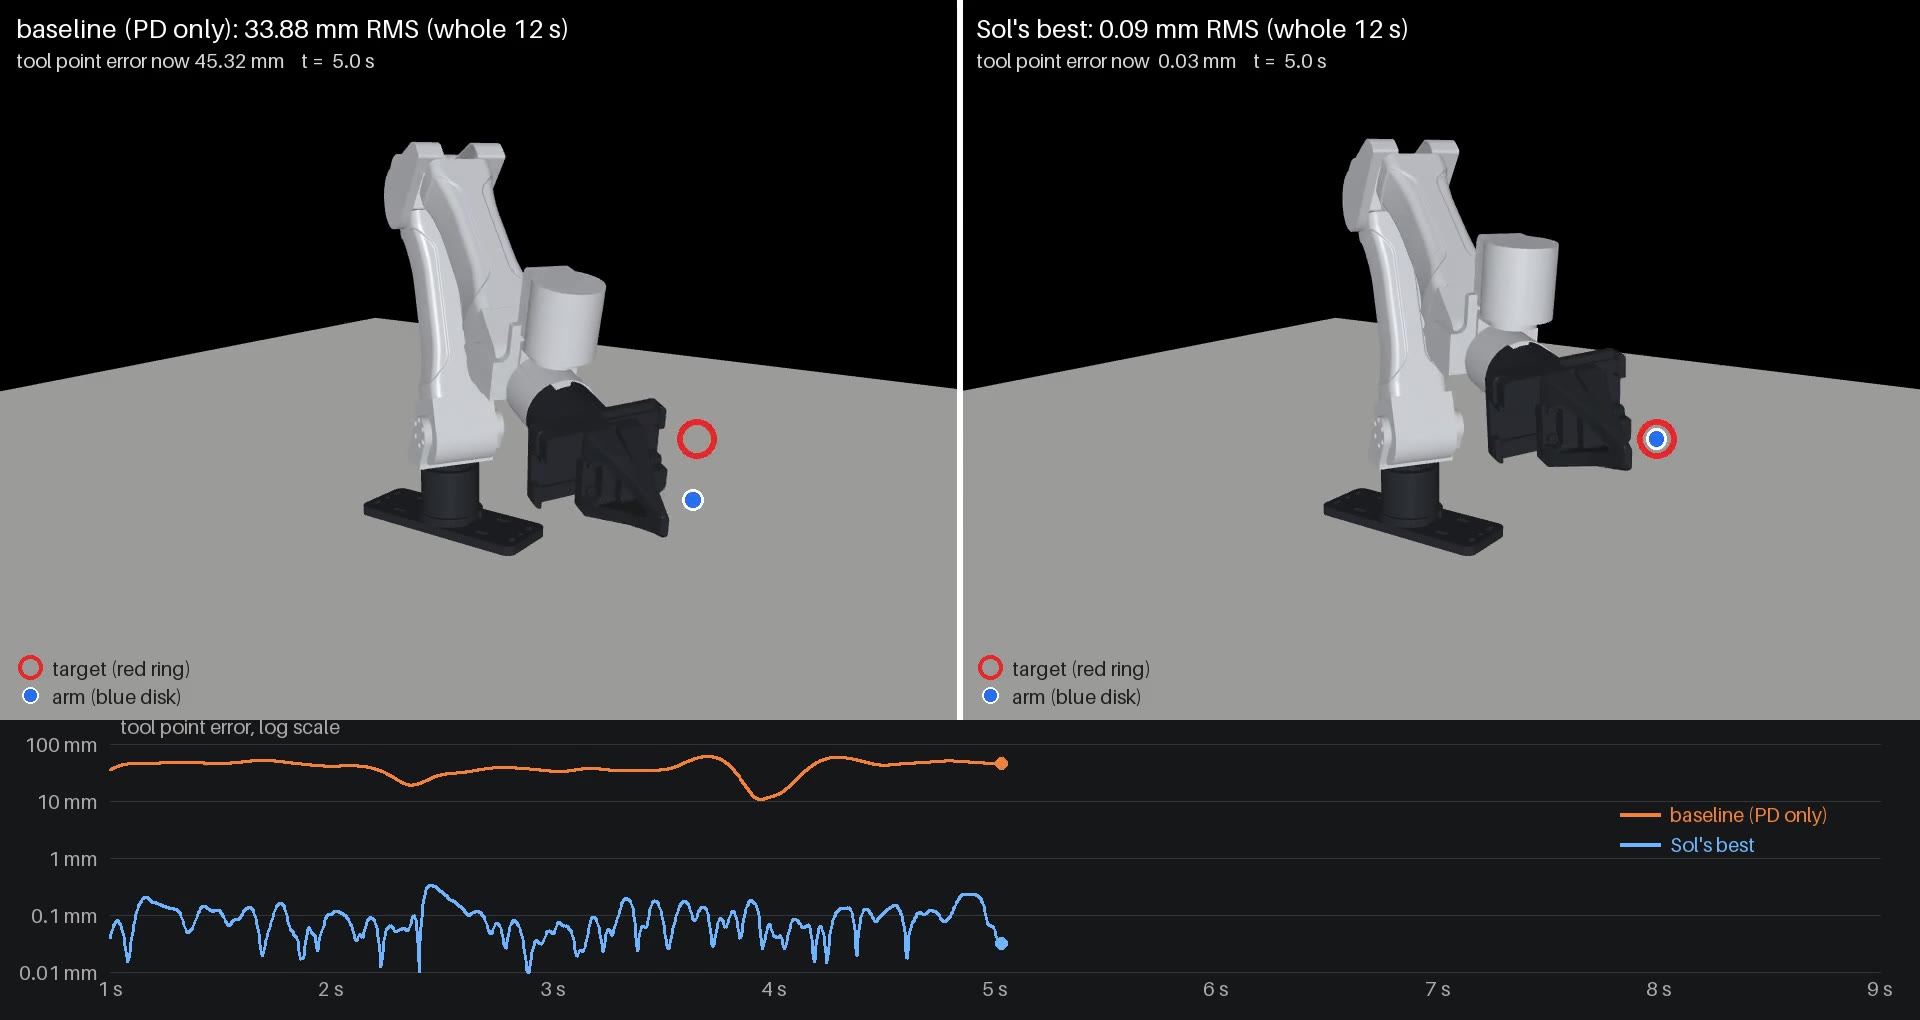 baseline (PD only): 33.88 mm RMS (whole 12 s)
tool point error now 45.32 mm t = 5.0 s
target (red ring)
arm (blue disk)
Sol's best: 0.09 mm RMS (whole 12 s)
tool point error now 0.03 mm t = 5.0 s
target (red ring)
arm (blue disk)
tool point error, log scale
100 mm
10 mm
1 mm
0.1 mm
0.01 mm
baseline (PD only)
Sol's best
1 s 2 s 3 s 4 s 5 s 6 s 7 s 8 s 9 s